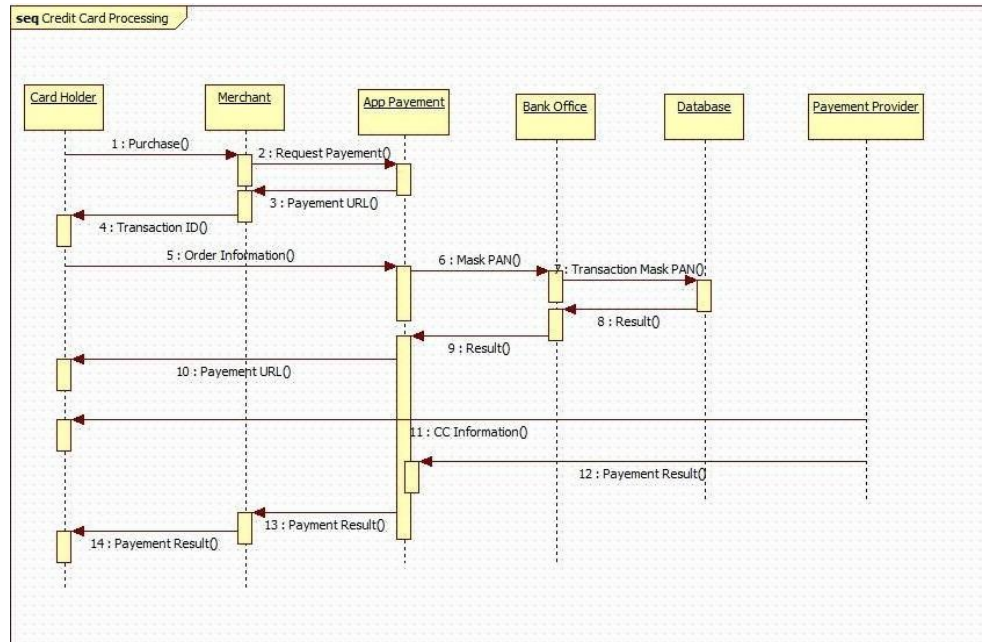 seq Credit Card Processing
Card Holder
Merchant
App Payement
Bank Office
Database
Payement Provider
1 : Purchase()
2 : Request Payement()
3 : Payement URL()
4 : Transaction ID()
5 : Order Information()
6 : Mask PAN()
7 : Transaction Mask PAN()
8 : Result()
9 : Result()
10 : Payement URL()
11 : CC Information()
12 : Payement Result()
13 : Payment Result()
14 : Payement Result()